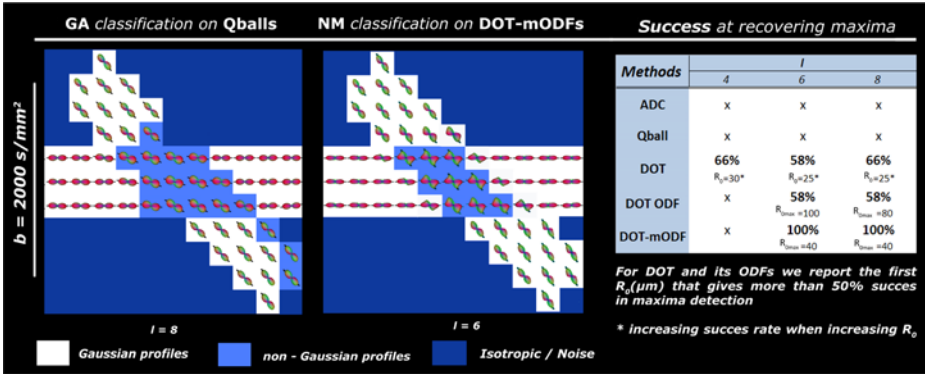 GA classification on Qballs
NM classification on DOT-mODFs
Success at recovering maxima
b = 2000 s/mm²
Methods l
4 6 8
ADC x x x
Qball x x x
DOT 66% 58% 66%
R₀=30* R₀=25* R₀=25*
DOT ODF x 58% 58%
R₀max =100 R₀max =80
DOT-mODF x 100% 100%
R₀max =40 R₀max =40
For DOT and its ODFs we report the first
R₀(µm) that gives more than 50% succes
in maxima detection
* increasing succes rate when increasing R₀
l = 8
l = 6
Gaussian profiles
non - Gaussian profiles
Isotropic / Noise